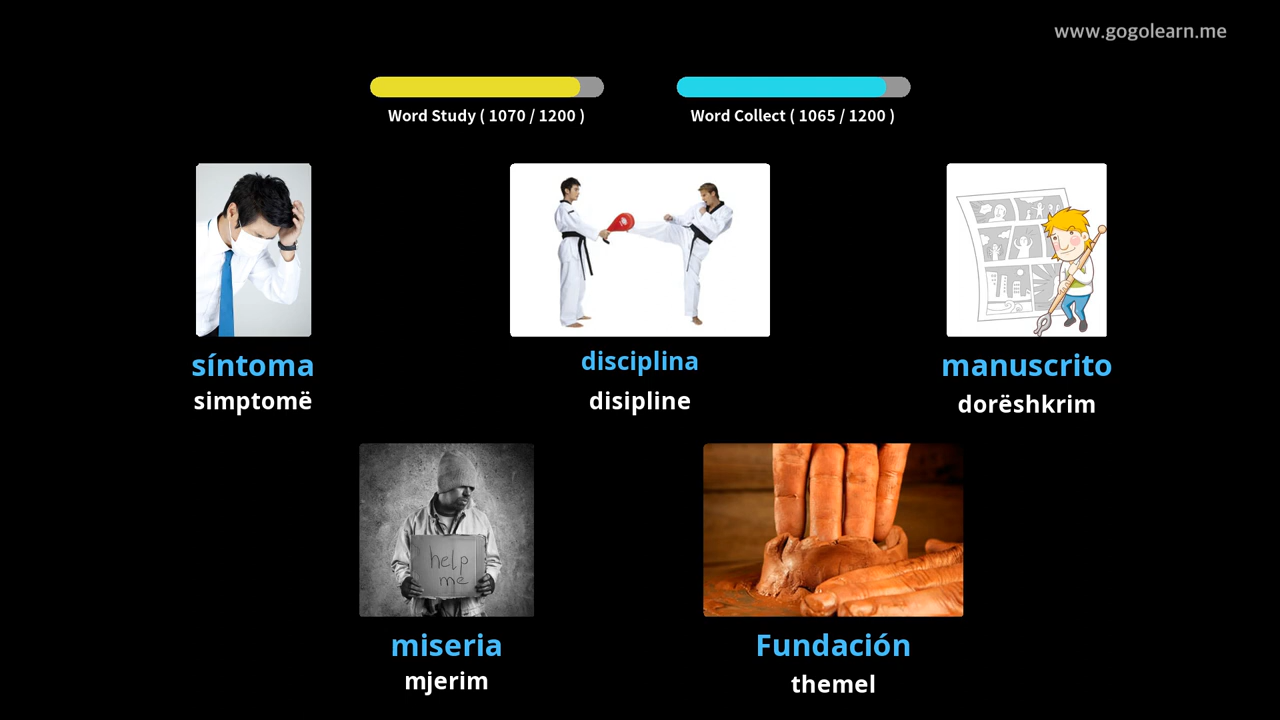 www.gogolearn.me
Word Study ( 1070 / 1200 )
Word Collect ( 1065 / 1200 )
síntoma
simptomë
disciplina
disipline
manuscrito
dorëshkrim
help
me
miseria
mjerim
Fundación
themel